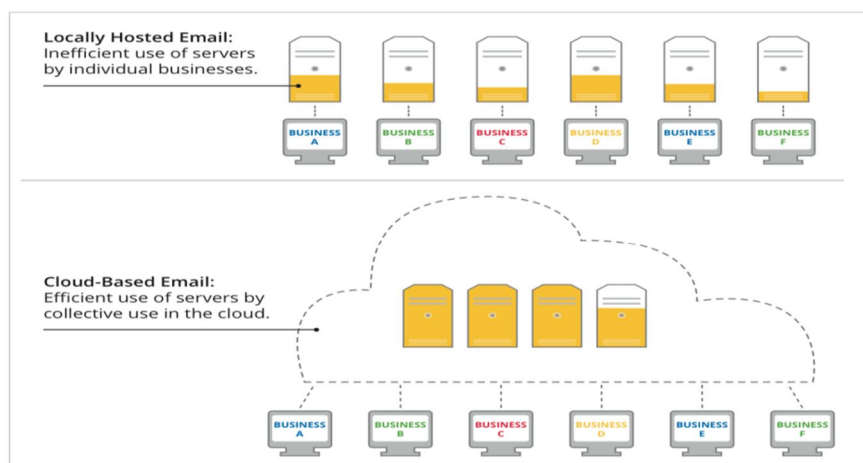 Locally Hosted Email:
Inefficient use of servers
by individual businesses.
BUSINESS
A
BUSINESS
B
BUSINESS
C
BUSINESS
D
BUSINESS
E
BUSINESS
F
Cloud-Based Email:
Efficient use of servers by
collective use in the cloud.
BUSINESS
A
BUSINESS
B
BUSINESS
C
BUSINESS
D
BUSINESS
E
BUSINESS
F